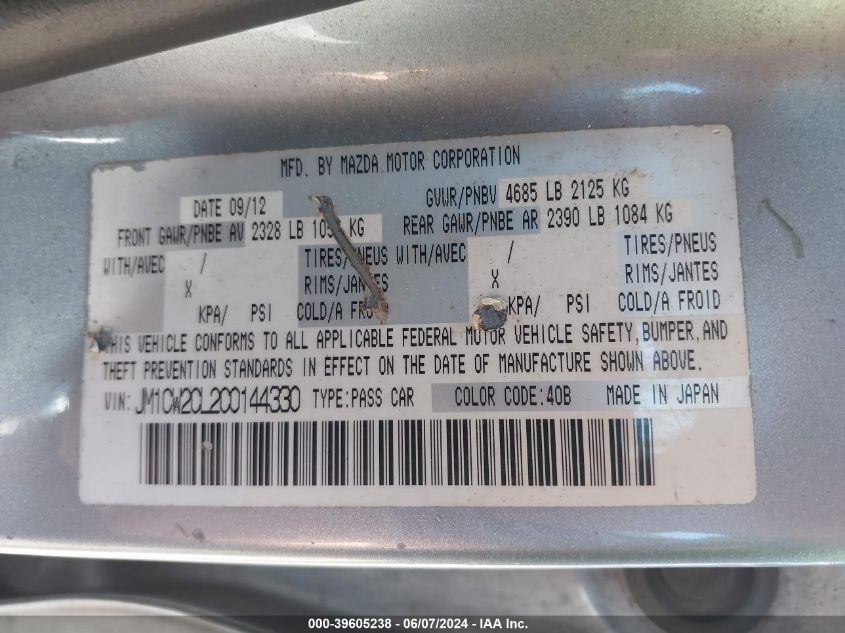 MFD. BY MAZDA MOTOR CORPORATION
DATE 09/12 GVWR/PNBV 4685 LB 2125 KG
FRONT GAWR/PNBE AV 2328 LB KG REAR GAWR/PNBE AR 2390 LB 1084 KG
WITH/AVEC / TIRES/PNEUS WITH/AVEC / TIRES/PNEUS
X RIMS/JANTES X RIMS/JANTES
KPA/ PSI COLD/A FROID KPA/ PSI COLD/A FROID
THIS VEHICLE CONFORMS TO ALL APPLICABLE FEDERAL MOTOR VEHICLE SAFETY, BUMPER, AND
THEFT PREVENTION STANDARDS IN EFFECT ON THE DATE OF MANUFACTURE SHOWN ABOVE.
VIN: JM1CW2CL2C0144330 TYPE:PASS CAR COLOR CODE:40B MADE IN JAPAN
000-39605238 - 06/07/2024 - IAA Inc.